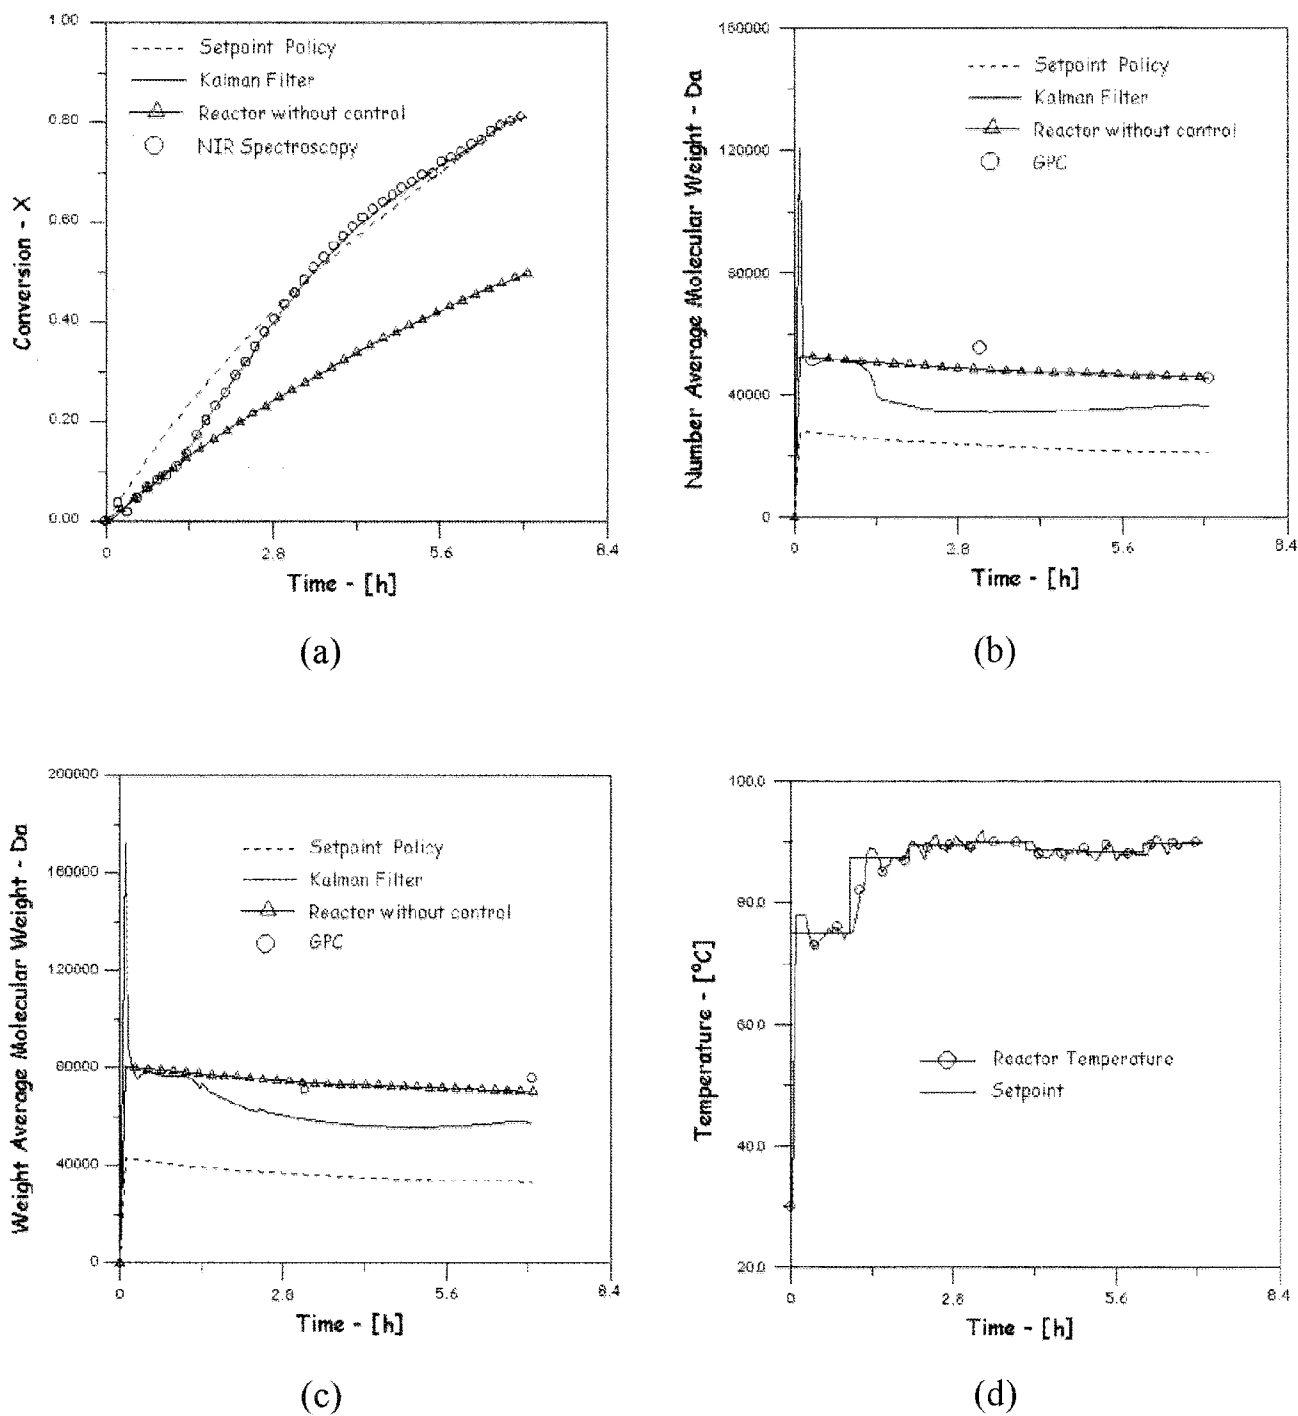 1.00
Setpoint Policy
Kalman Filter
Reactor without control
NIR Spectroscopy
0.80
0.60
0.40
0.20
0.00
0
2.8
5.6
8.4
Conversion - X
Time - [h]
(a)
160000
Setpoint Policy
Kalman Filter
Reactor without control
GPC
120000
80000
40000
0
0
2.8
5.6
8.4
Number Average Molecular Weight - Da
Time - [h]
(b)
200000
Setpoint Policy
Kalman Filter
Reactor without control
GPC
160000
120000
80000
40000
0
0
2.8
5.6
8.4
Weight Average Molecular Weight - Da
Time - [h]
(c)
100.0
80.0
60.0
40.0
20.0
Reactor Temperature
Setpoint
0
2.8
5.6
8.4
Temperature - [°C]
Time - [h]
(d)